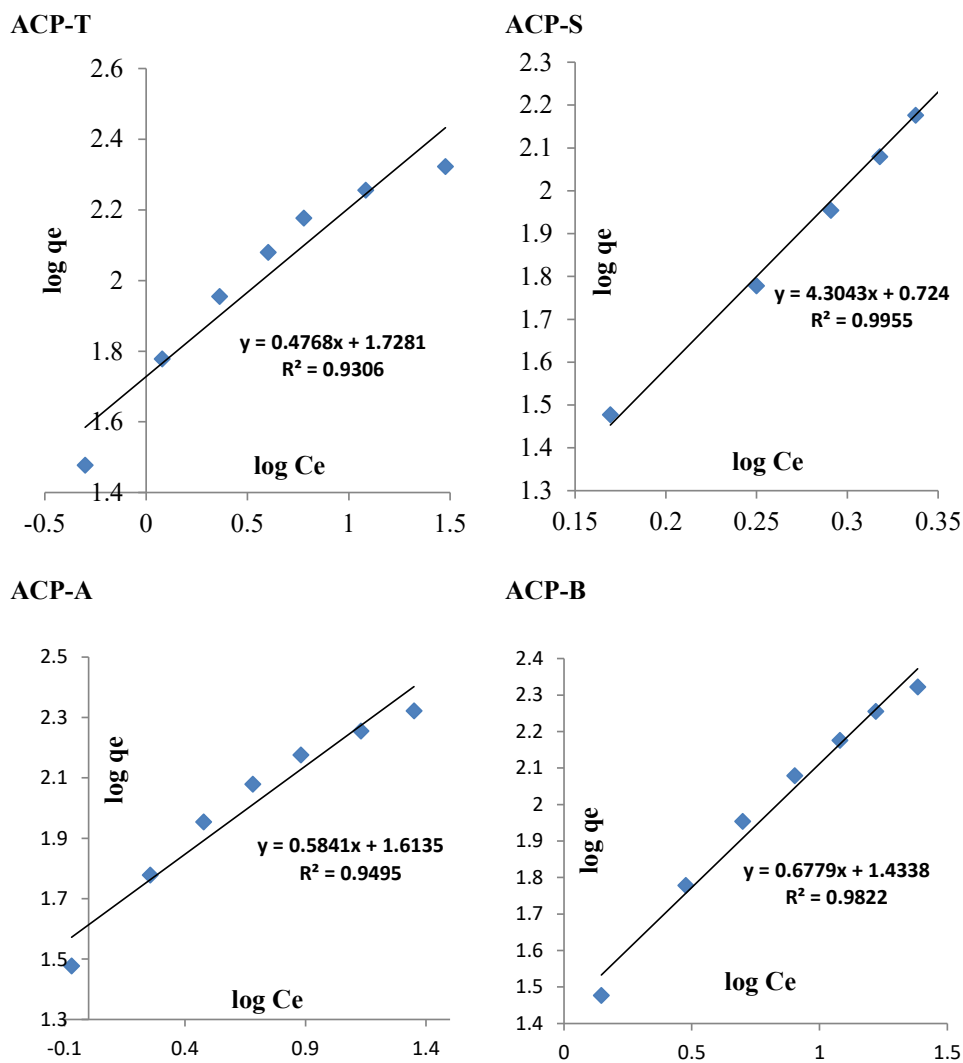 ACP-T
2.6
2.4
2.2
2
1.8
1.6
1.4
-0.5
0
0.5
1
1.5
log qe
log Ce
y = 0.4768x + 1.7281
R² = 0.9306
ACP-S
2.3
2.2
2.1
2
1.9
1.8
1.7
1.6
1.5
1.4
1.3
0.15
0.2
0.25
0.3
0.35
log qe
log Ce
y = 4.3043x + 0.724
R² = 0.9955
ACP-A
2.5
2.3
2.1
1.9
1.7
1.5
1.3
-0.1
0.4
0.9
1.4
log qe
log Ce
y = 0.5841x + 1.6135
R² = 0.9495
ACP-B
2.4
2.3
2.2
2.1
2
1.9
1.8
1.7
1.6
1.5
1.4
0
0.5
1
1.5
log qe
log Ce
y = 0.6779x + 1.4338
R² = 0.9822